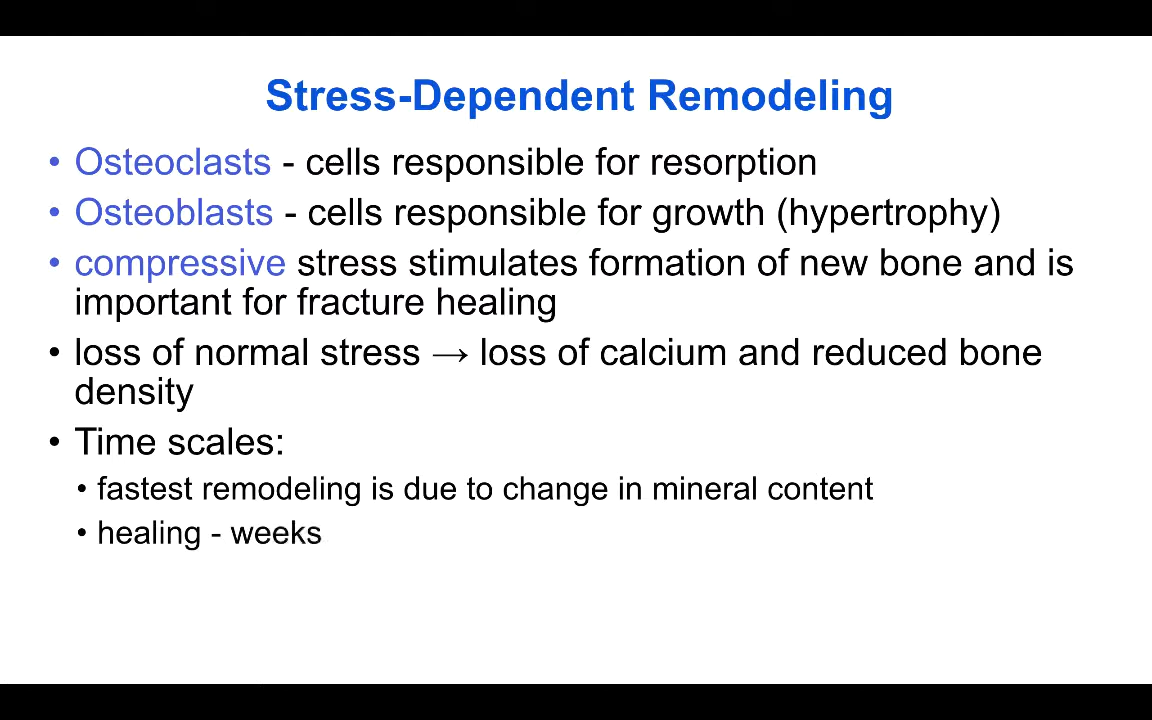 Stress-Dependent Remodeling
• Osteoclasts - cells responsible for resorption
• Osteoblasts - cells responsible for growth (hypertrophy)
• compressive stress stimulates formation of new bone and is
important for fracture healing
• loss of normal stress → loss of calcium and reduced bone
density
• Time scales:
• fastest remodeling is due to change in mineral content
• healing - weeks